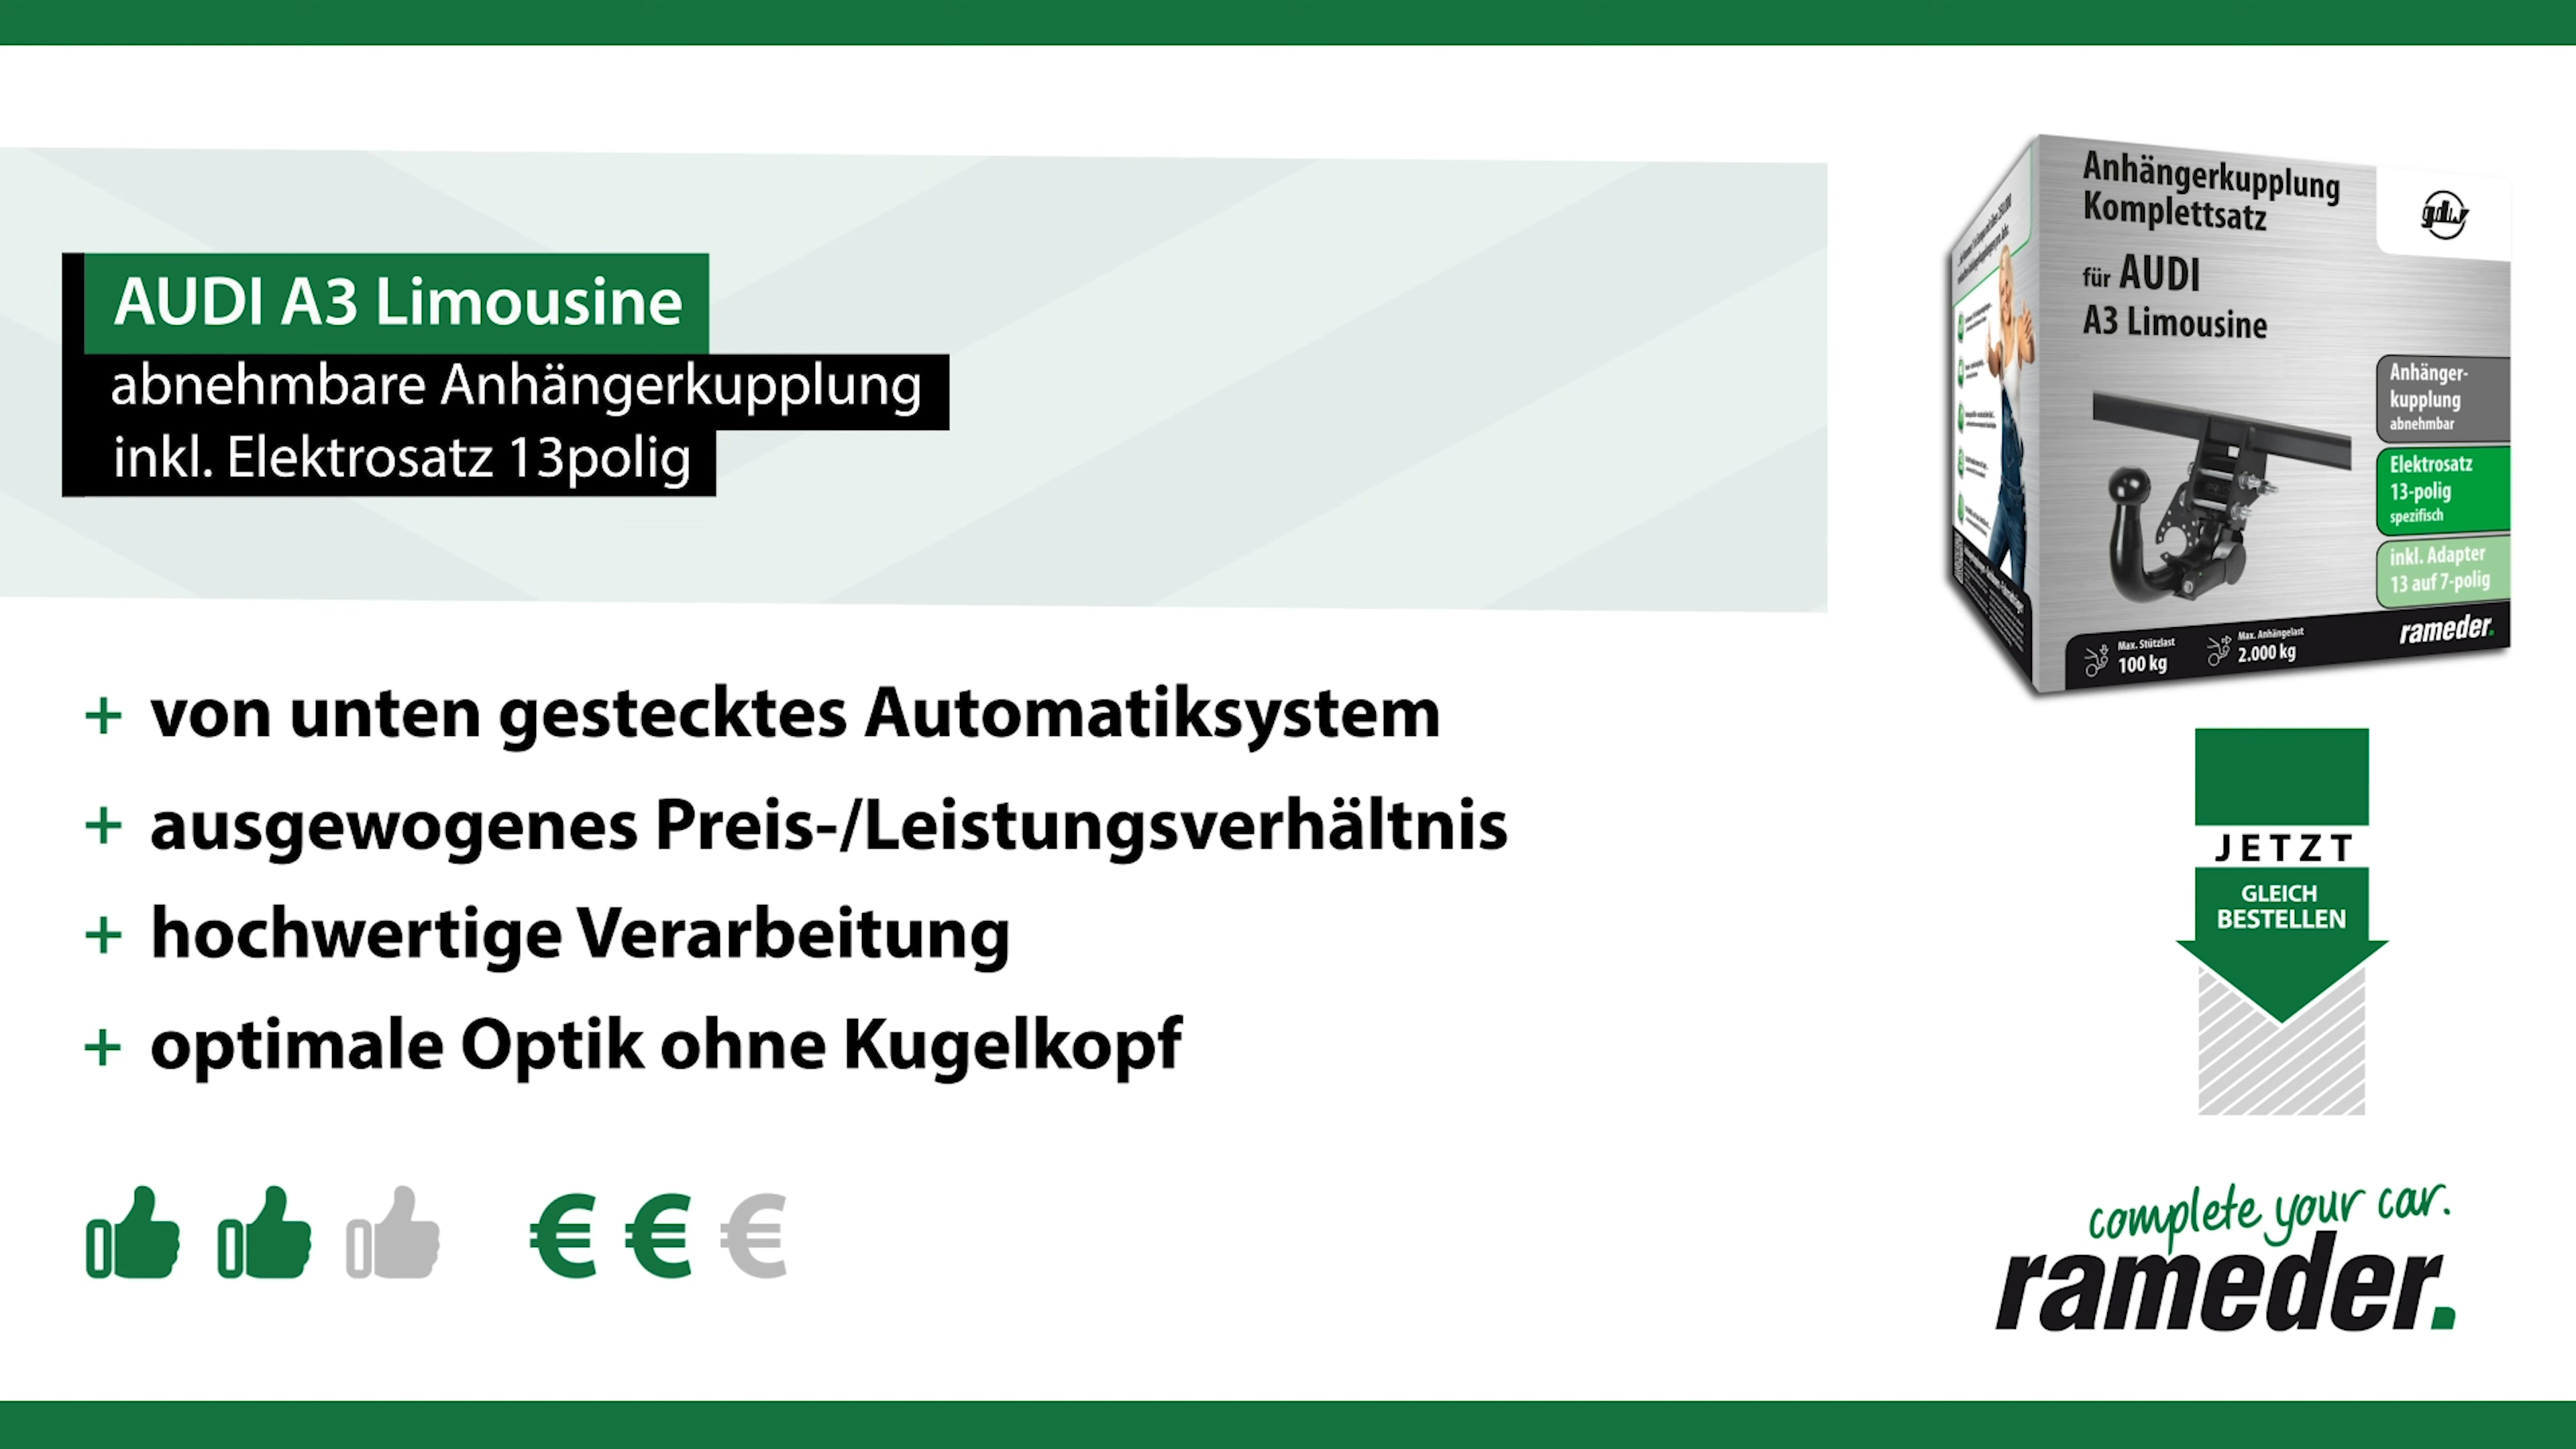 AUDI A3 Limousine
abnehmbare Anhängerkupplung
inkl. Elektrosatz 13polig
+ von unten gestecktes Automatiksystem
+ ausgewogenes Preis-/Leistungsverhältnis
+ hochwertige Verarbeitung
+ optimale Optik ohne Kugelkopf
€ € €
Anhängerkupplung
Komplettsatz
für AUDI
A3 Limousine
gdw
Anhänger-
kupplung
abnehmbar
Elektrosatz
13-polig
spezifisch
inkl. Adapter
13 auf 7-polig
Max. Stützlast
100 kg
Max. Anhängelast
2.000 kg
rameder.
JETZT
GLEICH
BESTELLEN
complete your car.
rameder.